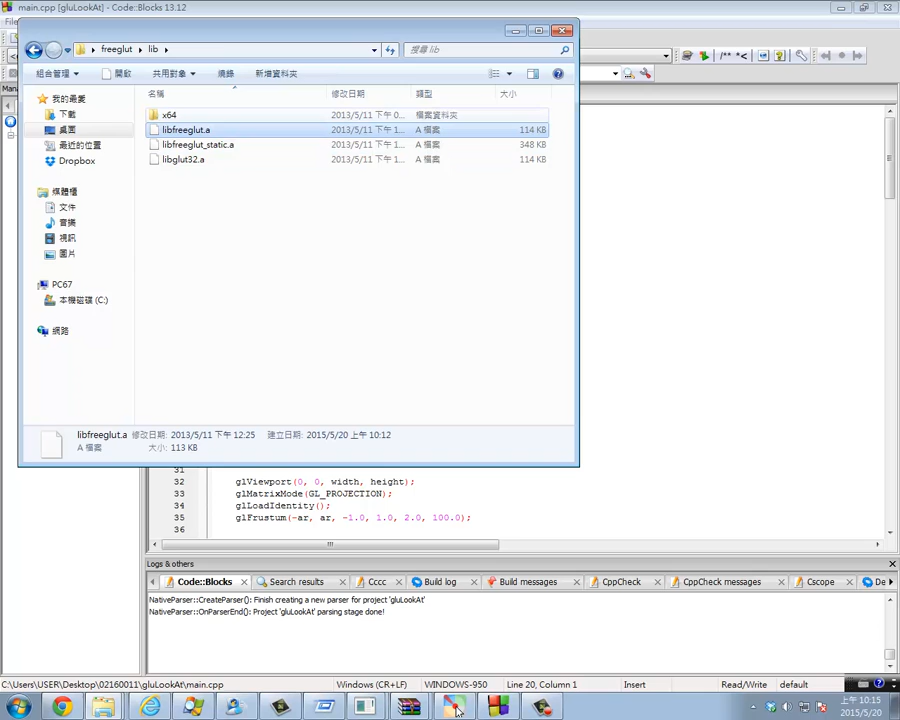 main.cpp [gluLookAt] - Code::Blocks 13.12
freeglut ▸ lib ▸
搜尋 lib
組合管理 ▾ 開啟 共用對象 ▾ 燒錄 新增資料夾
名稱 修改日期 類型 大小
我的最愛
下載
桌面
最近的位置
Dropbox
媒體櫃
文件
音樂
視訊
圖片
PC67
本機磁碟 (C:)
網路
x64 2013/5/11 下午 0... 檔案資料夾
libfreeglut.a 2013/5/11 下午 1... A 檔案 114 KB
libfreeglut_static.a 2013/5/11 下午 1... A 檔案 348 KB
libglut32.a 2013/5/11 下午 1... A 檔案 114 KB
libfreeglut.a 修改日期: 2013/5/11 下午 12:25 建立日期: 2015/5/20 上午 10:12
A 檔案 大小: 113 KB
31
32 glViewport(0, 0, width, height);
33 glMatrixMode(GL_PROJECTION);
34 glLoadIdentity();
35 glFrustum(-ar, ar, -1.0, 1.0, 2.0, 100.0);
36
Logs & others
Code::Blocks Search results Cccc Build log Build messages CppCheck CppCheck messages Cscope De
NativeParser::CreateParser(): Finish creating a new parser for project 'gluLookAt'
NativeParser::OnParserEnd(): Project 'gluLookAt' parsing stage done!
C:\Users\USER\Desktop\02160011\gluLookAt\main.cpp Windows (CR+LF) WINDOWS-950 Line 20, Column 1 Insert Read/Write default
上午 10:15
2015/5/20